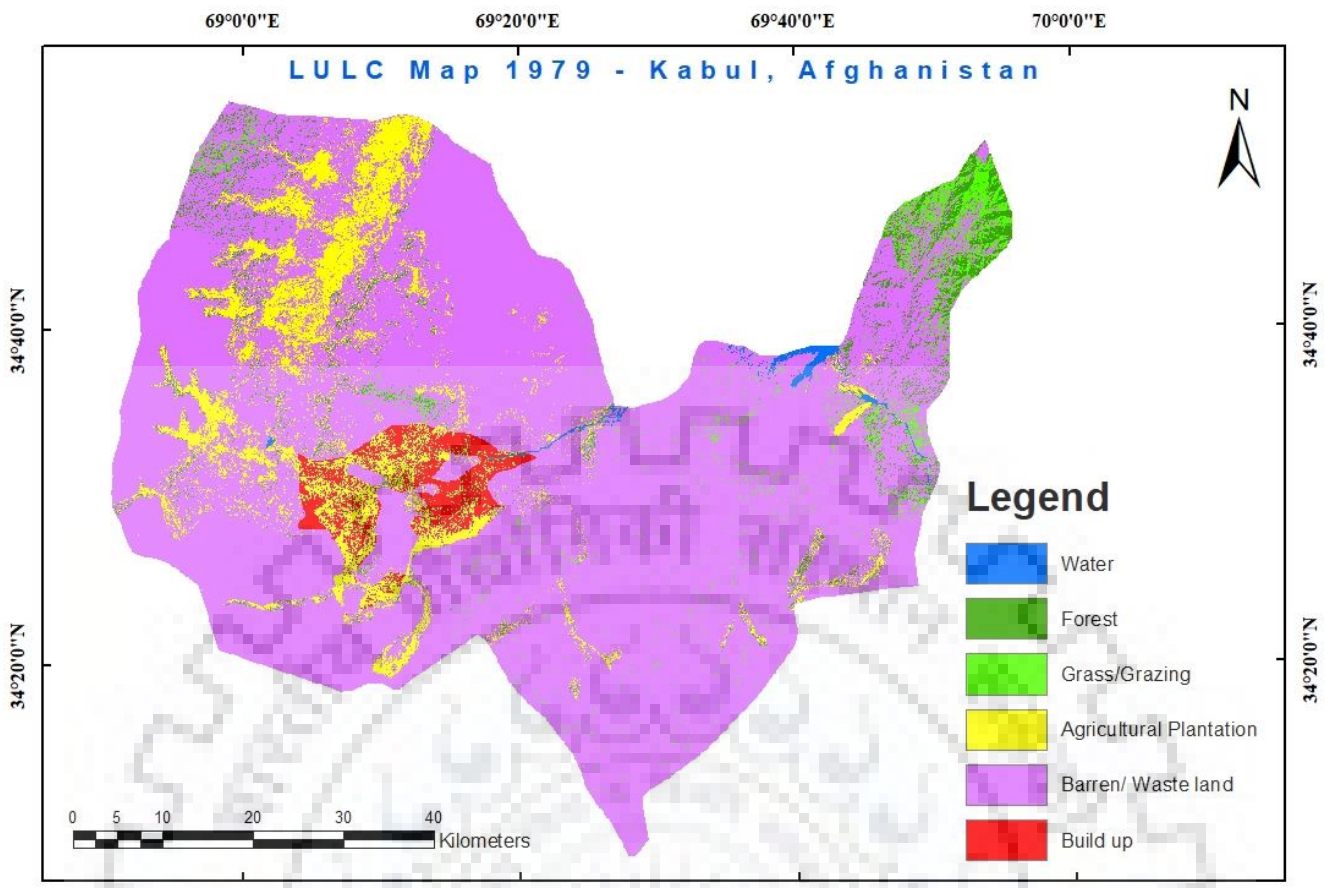 69°0'0"E
69°20'0"E
69°40'0"E
70°0'0"E
LULC Map 1979 - Kabul, Afghanistan
N
34°40'0"N
34°40'0"N
Legend
Water
Forest
34°20'0"N
34°20'0"N
Grass/Grazing
Agricultural Plantation
Barren/ Waste land
0 5 10 20 30 40
Kilometers
Build up